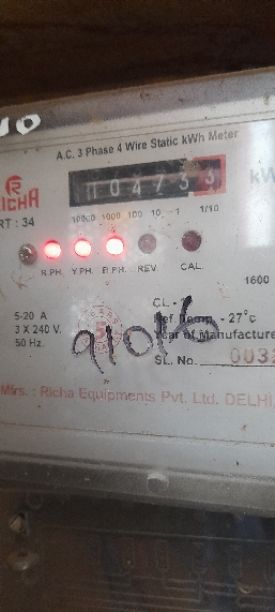 RICHA
A.C. 3 Phase 4 Wire Static kWh Meter
004733
10000 1000 100 10 1 1/10
RT : 34
R.PH. Y.PH. B.PH. REV. CAL.
1600
5-20 A
3 X 240 V.
50 Hz.
CL -
Ref Temp. - 27°c
Year of Manufacture
SL. No. 0032
Mfrs. : Richa Equipments Pvt. Ltd. DELHI